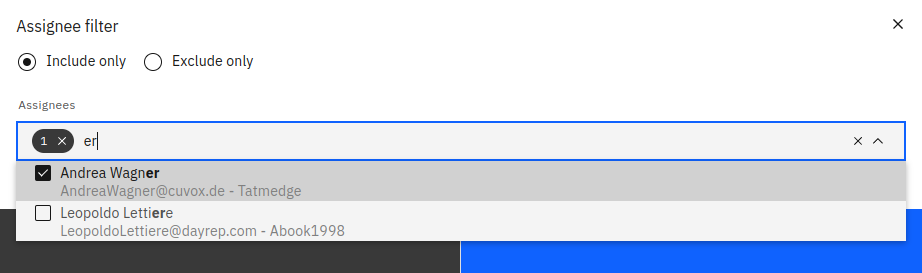 Assignee filter
Include only
Exclude only
Assignees
1 er
Andrea Wagner
AndreaWagner@cuvox.de - Tatmedge
Leopoldo Lettiere
LeopoldoLettiere@dayrep.com - Abook1998